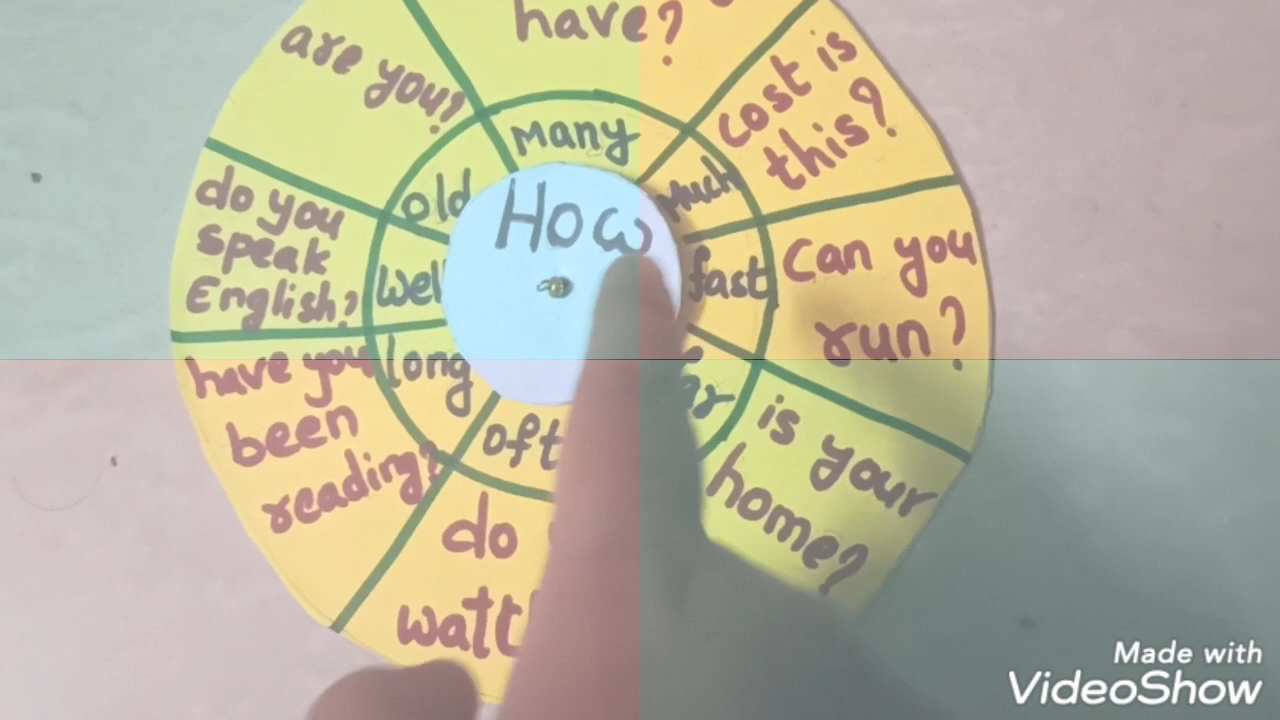 have?
cost is
this?
Can you
run?
is your
home?
do
have you
been
reading?
do you
speak
English?
are you?
Many
Much
fast
long
old
How
Made with
VideoShow